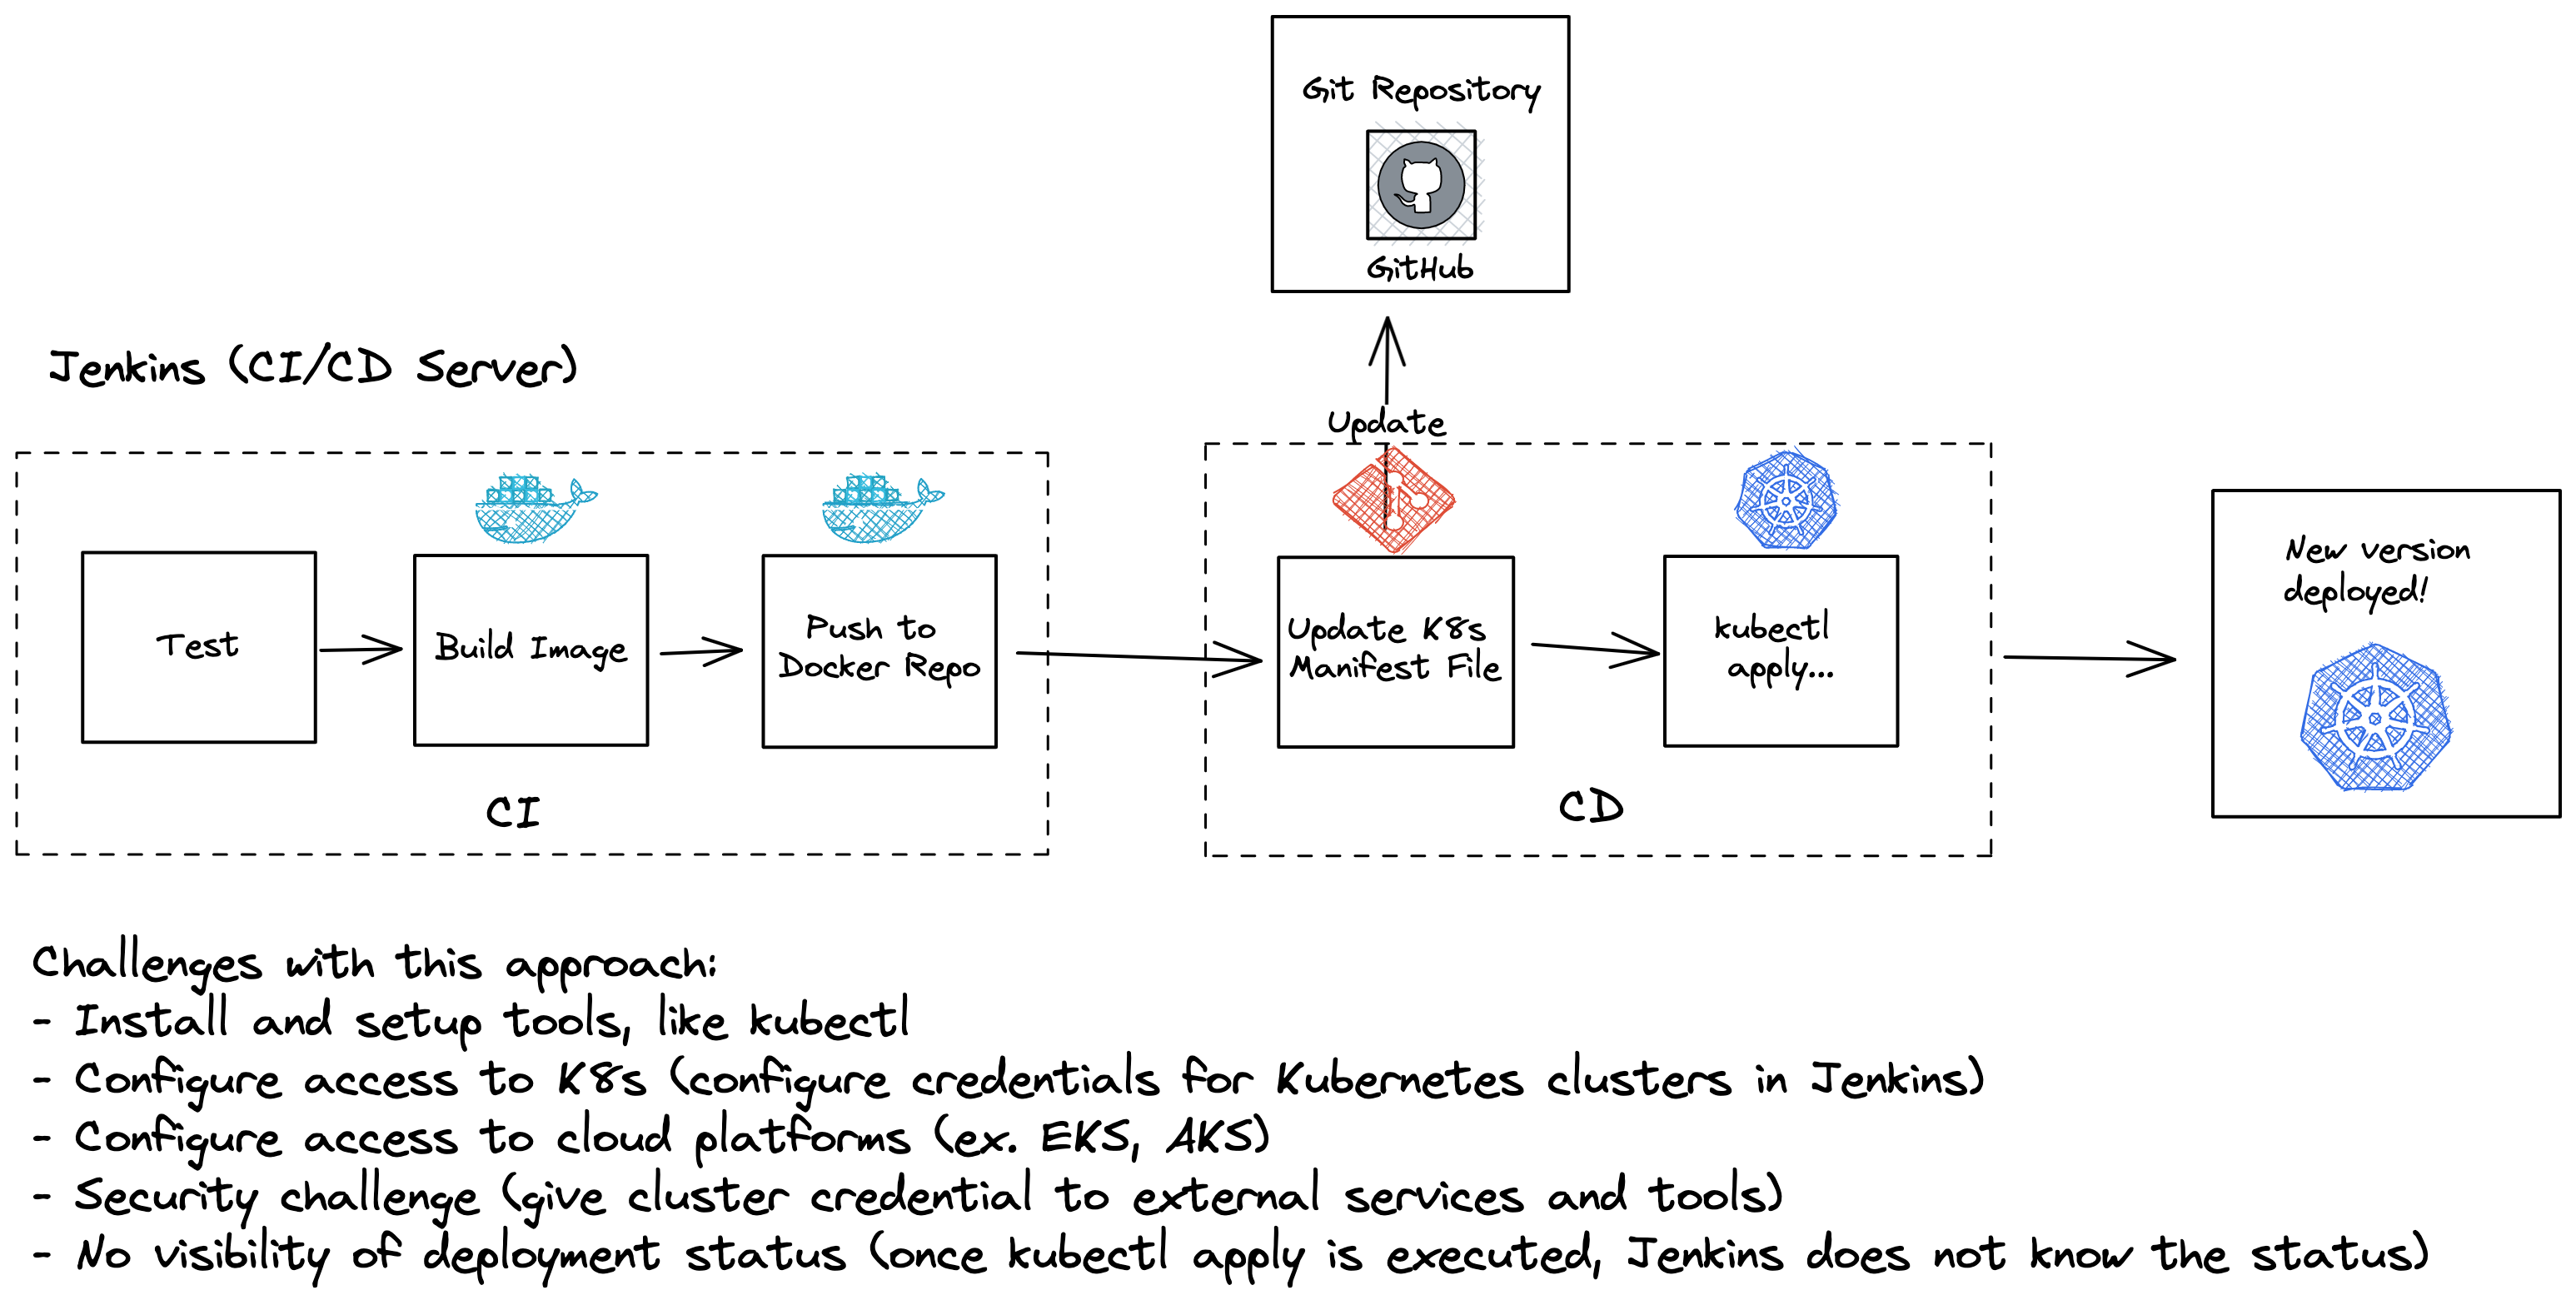 Git Repository
GitHub
Jenkins (CI/CD Server)
Update
Test
Build Image
Push to
Docker Repo
Update K8s
Manifest File
kubectl
apply...
New version
deployed!
CI
CD
Challenges with this approach:
- Install and setup tools, like kubectl
- Configure access to K8s (configure credentials for Kubernetes clusters in Jenkins)
- Configure access to cloud platforms (ex. EKS, AKS)
- Security challenge (give cluster credential to external services and tools)
- No visibility of deployment status (once kubectl apply is executed, Jenkins does not know the status)